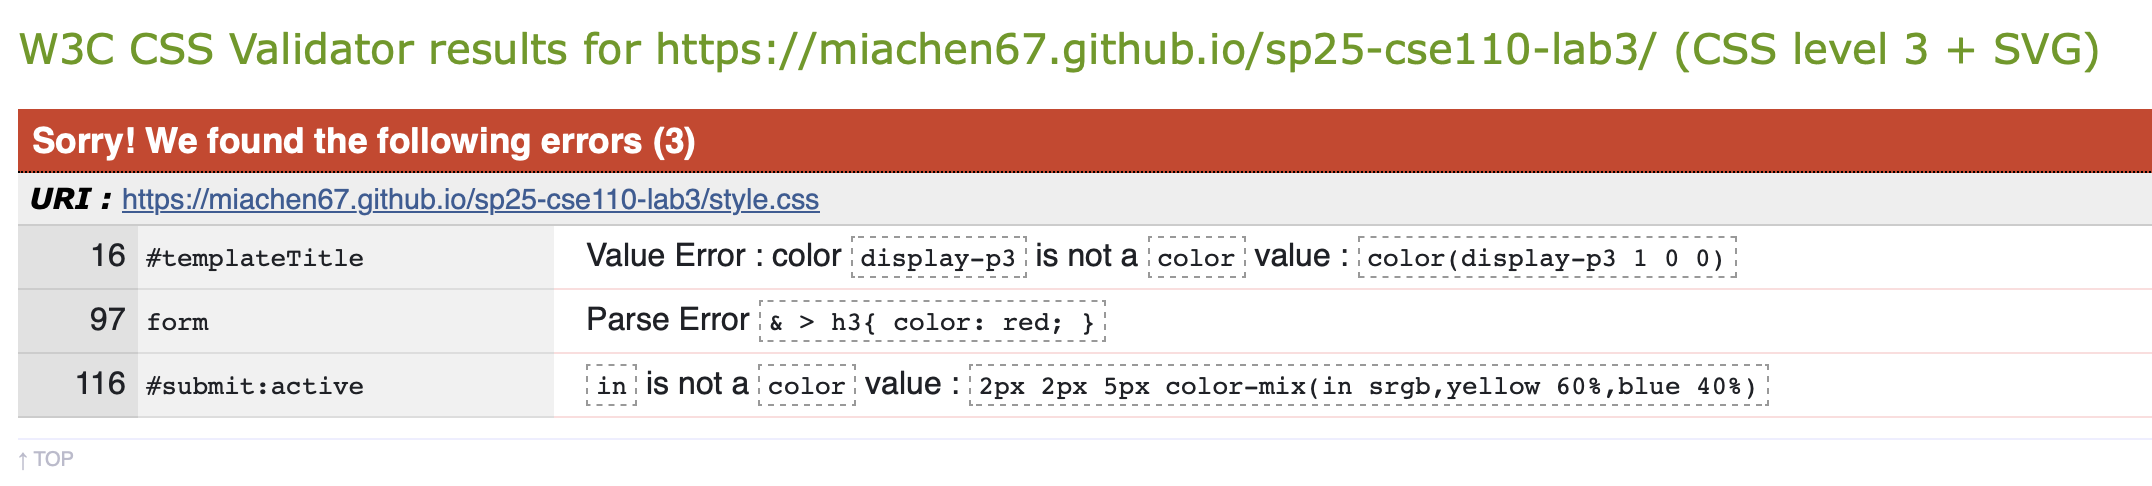 W3C CSS Validator results for https://miachen67.github.io/sp25-cse110-lab3/ (CSS level 3 + SVG)
Sorry! We found the following errors (3)
URI : https://miachen67.github.io/sp25-cse110-lab3/style.css
16 #templateTitle Value Error : color display-p3 is not a color value : color(display-p3 1 0 0)
97 form Parse Error & > h3{ color: red; }
116 #submit:active in is not a color value : 2px 2px 5px color-mix(in srgb,yellow 60%,blue 40%)
↑ TOP